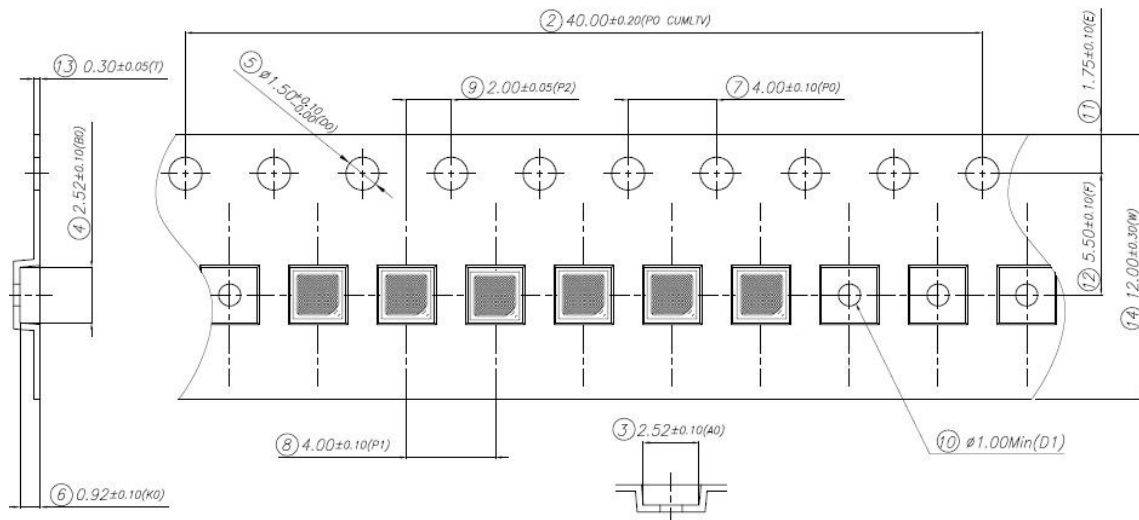 ② 40.00±0.20(PO CUMLTV)
⑬ 0.30±0.05(T)
⑤ ø1.50+0.10 -0.00(D0)
⑨ 2.00±0.05(P2)
⑦ 4.00±0.10(P0)
⑪ 1.75±0.10(E)
④ 2.52±0.10(B0)
⑫ 5.50±0.10(F)
⑭ 12.00±0.30(W)
⑧ 4.00±0.10(P1)
③ 2.52±0.10(A0)
⑩ ø1.00Min(D1)
⑥ 0.92±0.10(K0)